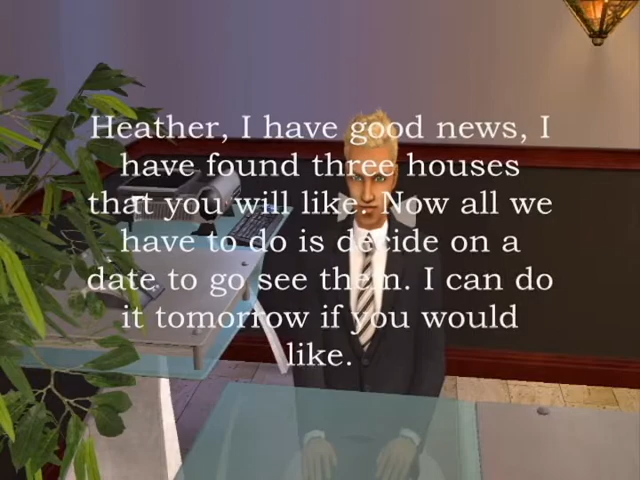 Heather, I have good news, I
have found three houses
that you will like. Now all we
have to do is decide on a
date to go see them. I can do
it tomorrow if you would
like.